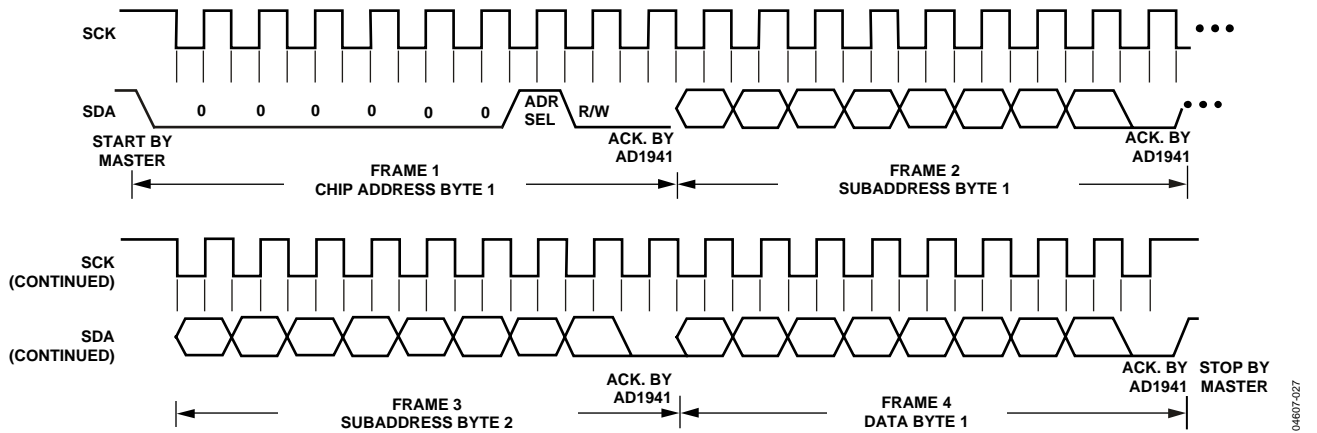 SCK
SDA
0 0 0 0 0 0 ADR SEL R/W
START BY MASTER
ACK. BY AD1941
ACK. BY AD1941
FRAME 1
CHIP ADDRESS BYTE 1
FRAME 2
SUBADDRESS BYTE 1
SCK
(CONTINUED)
SDA
(CONTINUED)
ACK. BY AD1941
ACK. BY AD1941
STOP BY MASTER
FRAME 3
SUBADDRESS BYTE 2
FRAME 4
DATA BYTE 1
04607-027